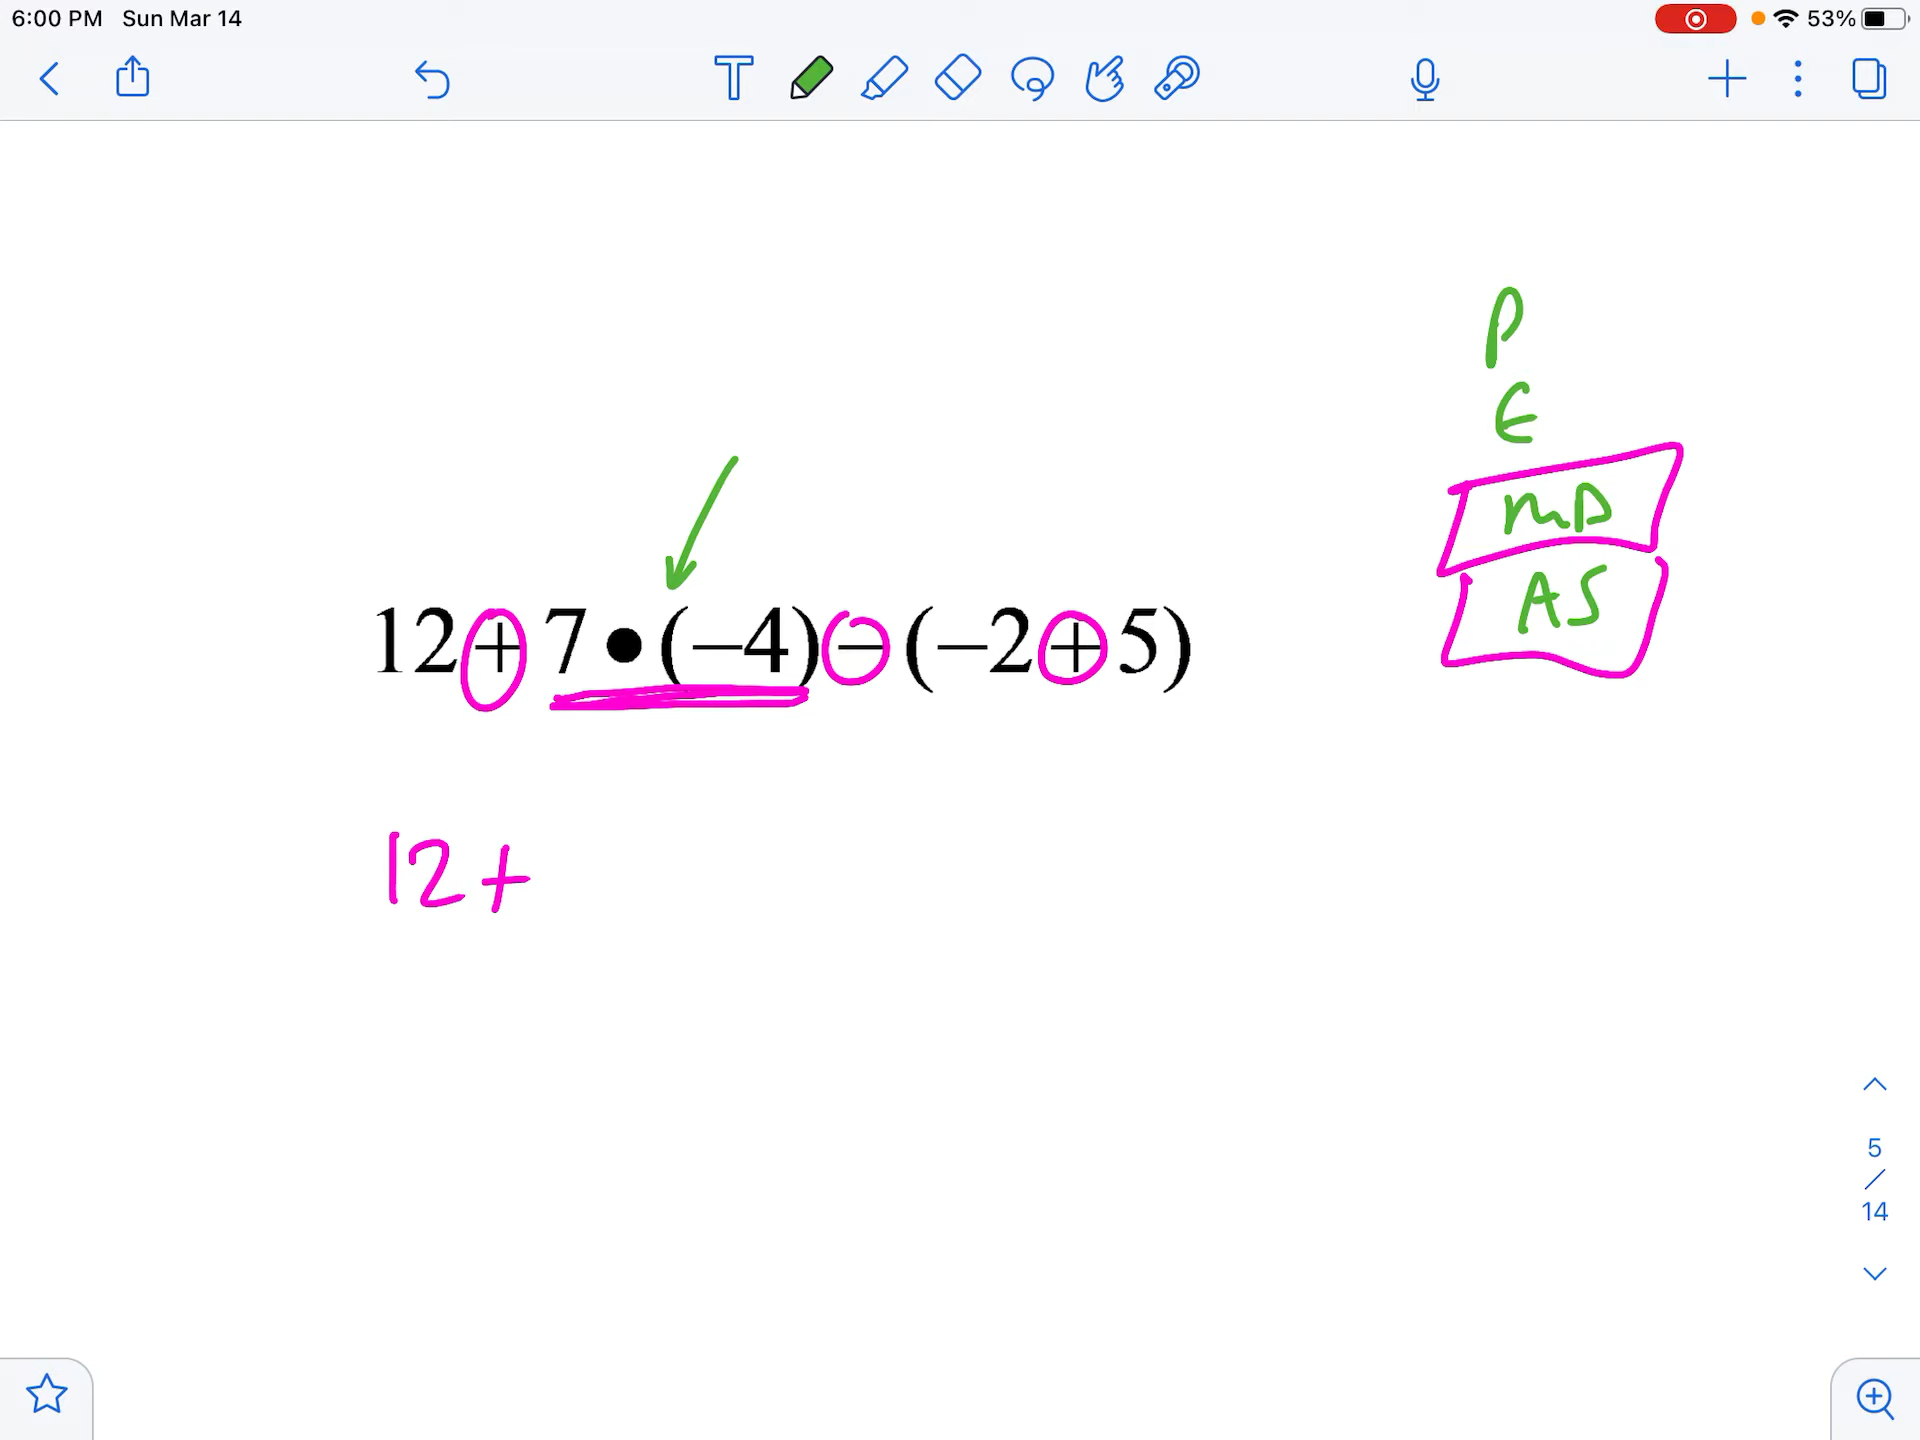 6:00 PM Sun Mar 14 53%
T
P
E
MD
AS
12 + 7 • (−4) − (−2 + 5)
12 +
5
/
14